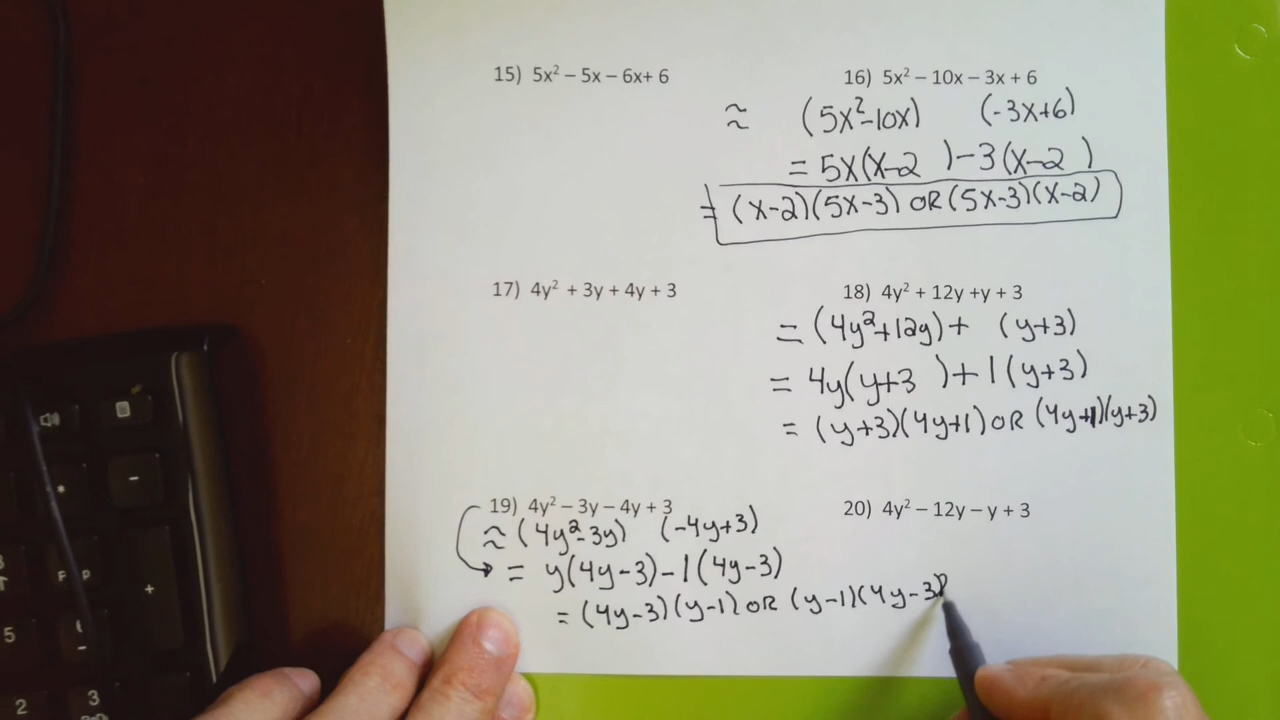 15) 5x² – 5x – 6x+ 6
16) 5x² – 10x – 3x + 6
≈ (5x²-10x) (-3x+6)
= 5x(x-2 )-3(x-2 )
= (x-2)(5x-3) OR (5x-3)(x-2)
17) 4y² + 3y + 4y + 3
18) 4y² + 12y +y + 3
= (4y²+12y)+ (y+3)
= 4y(y+3 )+1(y+3)
= (y+3)(4y+1) OR (4y+1)(y+3)
19) 4y² – 3y – 4y + 3
≈ (4y²-3y) (-4y+3)
= y(4y-3)-1(4y-3)
= (4y-3)(y-1) OR (y-1)(4y-3)
20) 4y² – 12y – y + 3
*
-
+
5
2
3